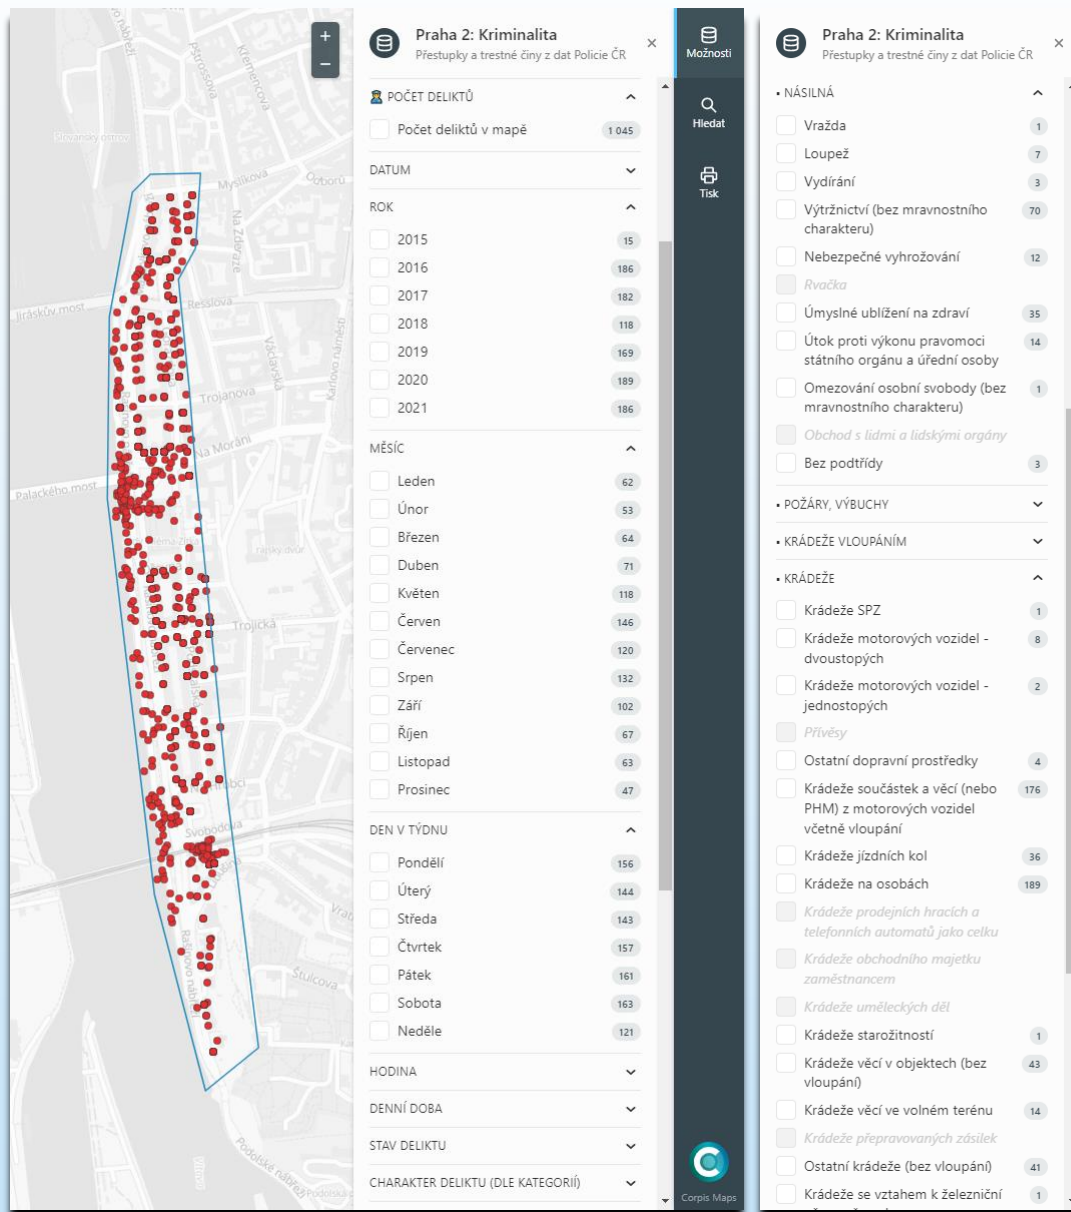 Praha 2: Kriminalita
Přestupky a trestné činy z dat Policie ČR
POČET DELIKTŮ
Počet deliktů v mapě 1 045
DATUM
ROK
2015 15
2016 186
2017 182
2018 118
2019 169
2020 189
2021 186
MĚSÍC
Leden 62
Únor 53
Březen 64
Duben 71
Květen 118
Červen 146
Červenec 120
Srpen 132
Září 102
Říjen 67
Listopad 63
Prosinec 47
DEN V TÝDNU
Pondělí 156
Úterý 144
Středa 143
Čtvrtek 157
Pátek 161
Sobota 163
Neděle 121
HODINA
DENNÍ DOBA
STAV DELIKTU
CHARAKTER DELIKTU (DLE KATEGORIÍ)
Možnosti
Hledat
Tisk
Corpis Maps
Praha 2: Kriminalita
Přestupky a trestné činy z dat Policie ČR
• NÁSILNÁ
Vražda 1
Loupež 7
Vydírání 3
Výtržnictví (bez mravnostního 70
charakteru)
Nebezpečné vyhrožování 12
Rvačka
Úmyslné ublížení na zdraví 35
Útok proti výkonu pravomoci 14
státního orgánu a úřední osoby
Omezování osobní svobody (bez 1
mravnostního charakteru)
Obchod s lidmi a lidskými orgány
Bez podtřídy 3
• POŽÁRY, VÝBUCHY
• KRÁDEŽE VLOUPÁNÍM
• KRÁDEŽE
Krádeže SPZ 1
Krádeže motorových vozidel - 8
dvoustopých
Krádeže motorových vozidel - 2
jednostopých
Přívěsy
Ostatní dopravní prostředky 4
Krádeže součástek a věcí (nebo 176
PHM) z motorových vozidel
včetně vloupání
Krádeže jízdních kol 36
Krádeže na osobách 189
Krádeže prodejních hracích a
telefonních automatů jako celku
Krádeže obchodního majetku
zaměstnancem
Krádeže uměleckých děl
Krádeže starožitností 1
Krádeže věcí v objektech (bez 43
vloupání)
Krádeže věcí ve volném terénu 14
Krádeže přepravovaných zásilek
Ostatní krádeže (bez vloupání) 41
Krádeže se vztahem k železniční 1
Slovanský ostrov
Pštrossova
Křemencova
Myslíkova
Odborů
Na Zderaze
Jiráskův most
Resslova
Václavská
Karlovo náměstí
Trojanova
Na Moráni
Palackého most
Trojická
Svobodova
Štulcova
Rašínovo nábřeží
Podolské nábřeží